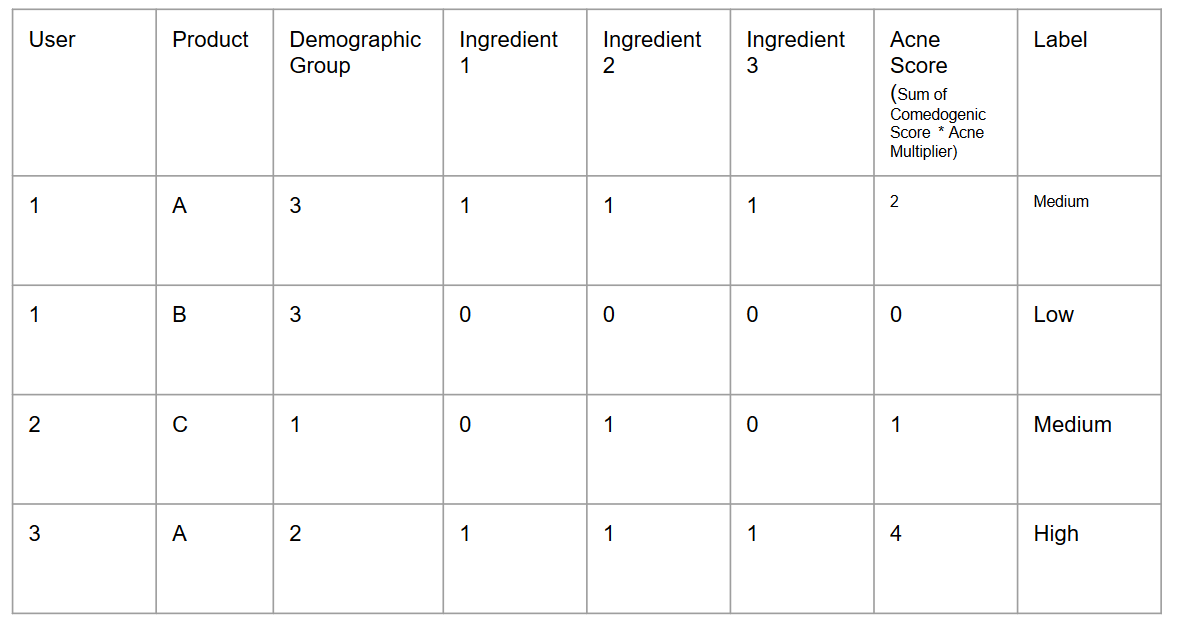 User Product Demographic Group Ingredient 1 Ingredient 2 Ingredient 3 Acne Score (Sum of Comedogenic Score * Acne Multiplier) Label
1 A 3 1 1 1 2 Medium
1 B 3 0 0 0 0 Low
2 C 1 0 1 0 1 Medium
3 A 2 1 1 1 4 High